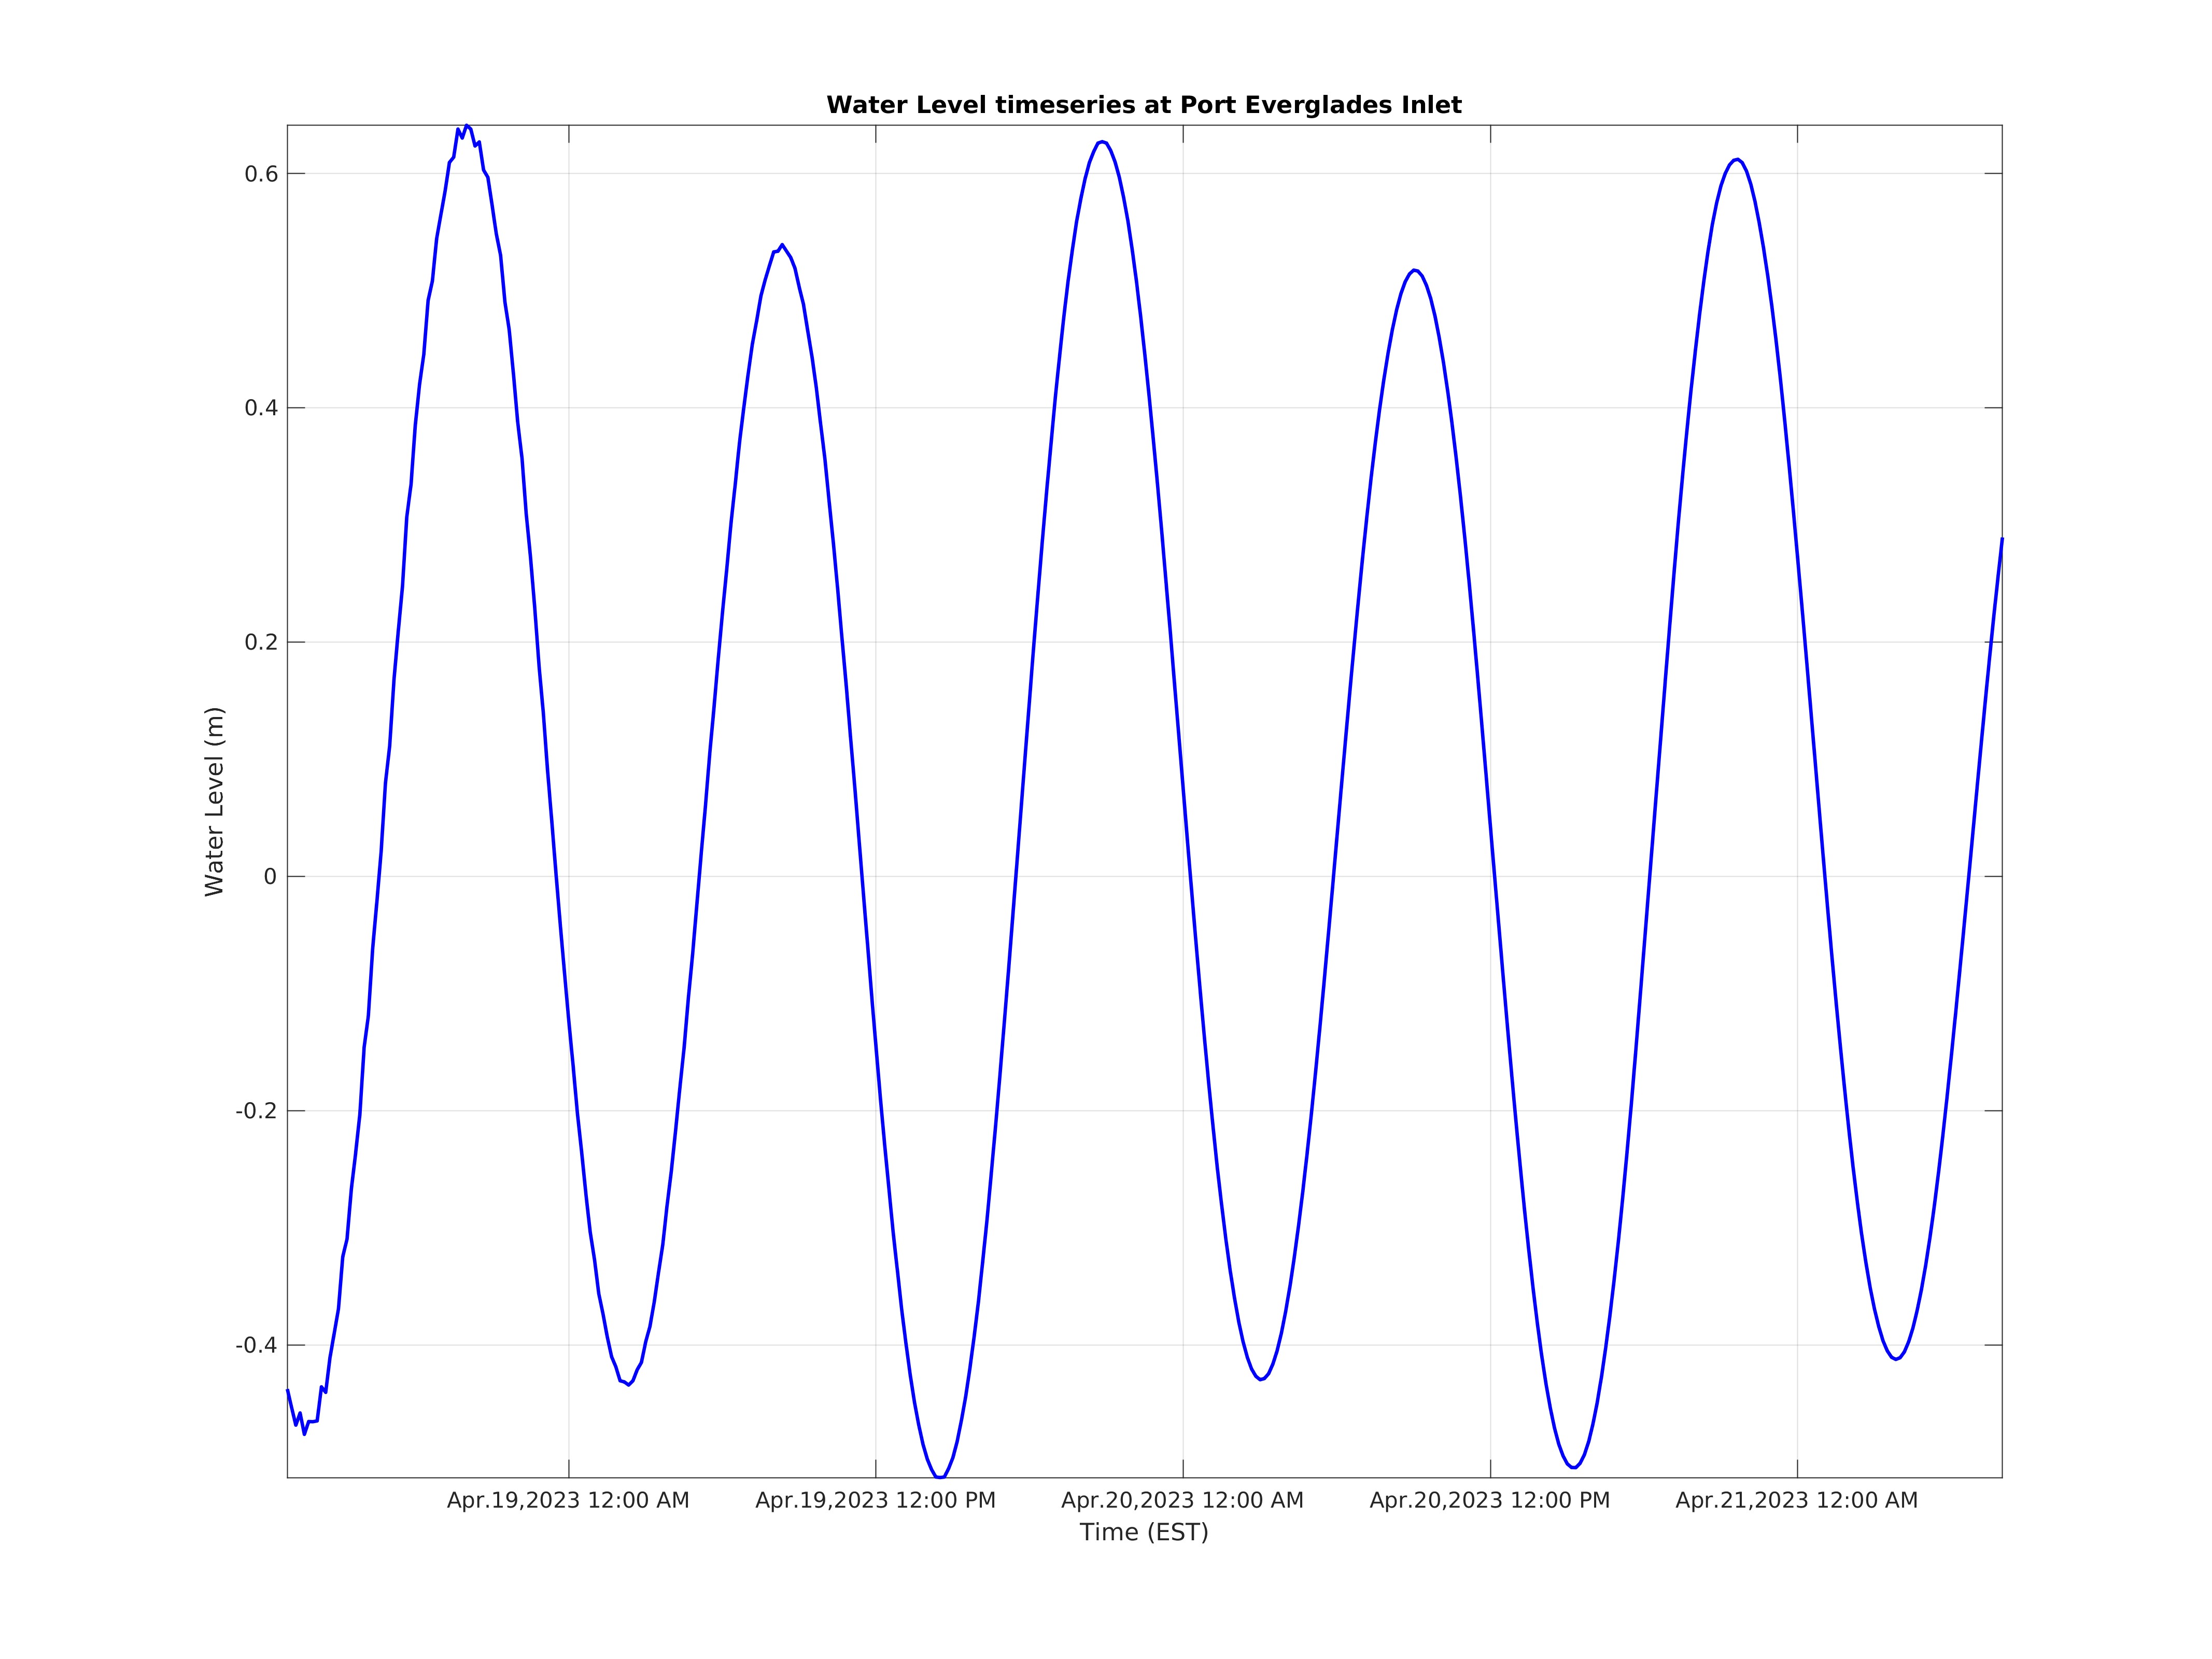 Water Level timeseries at Port Everglades Inlet
0.6
0.4
0.2
0
-0.2
-0.4
Water Level (m)
Apr.19,2023 12:00 AM
Apr.19,2023 12:00 PM
Apr.20,2023 12:00 AM
Apr.20,2023 12:00 PM
Apr.21,2023 12:00 AM
Time (EST)